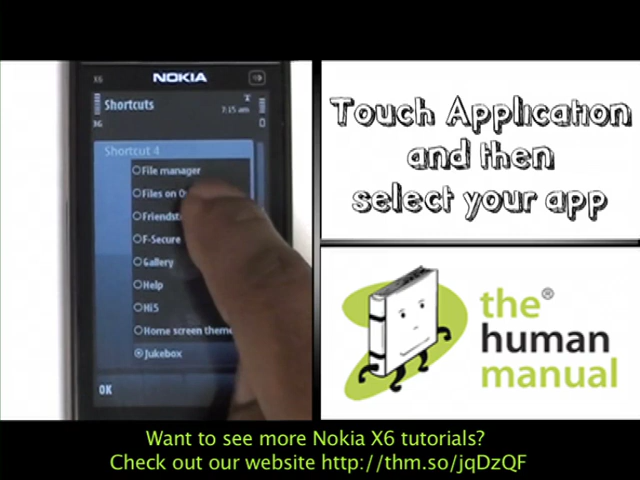 X6
NOKIA
Shortcuts
7:15 am
3G
Shortcut 4
File manager
Files on
F-Secure
Gallery
Help
Hi5
Home screen theme
Jukebox
OK
Touch Application
and then
select your app
the®
human
manual
Want to see more Nokia X6 tutorials?
Check out our website http://thm.so/jqDzQF